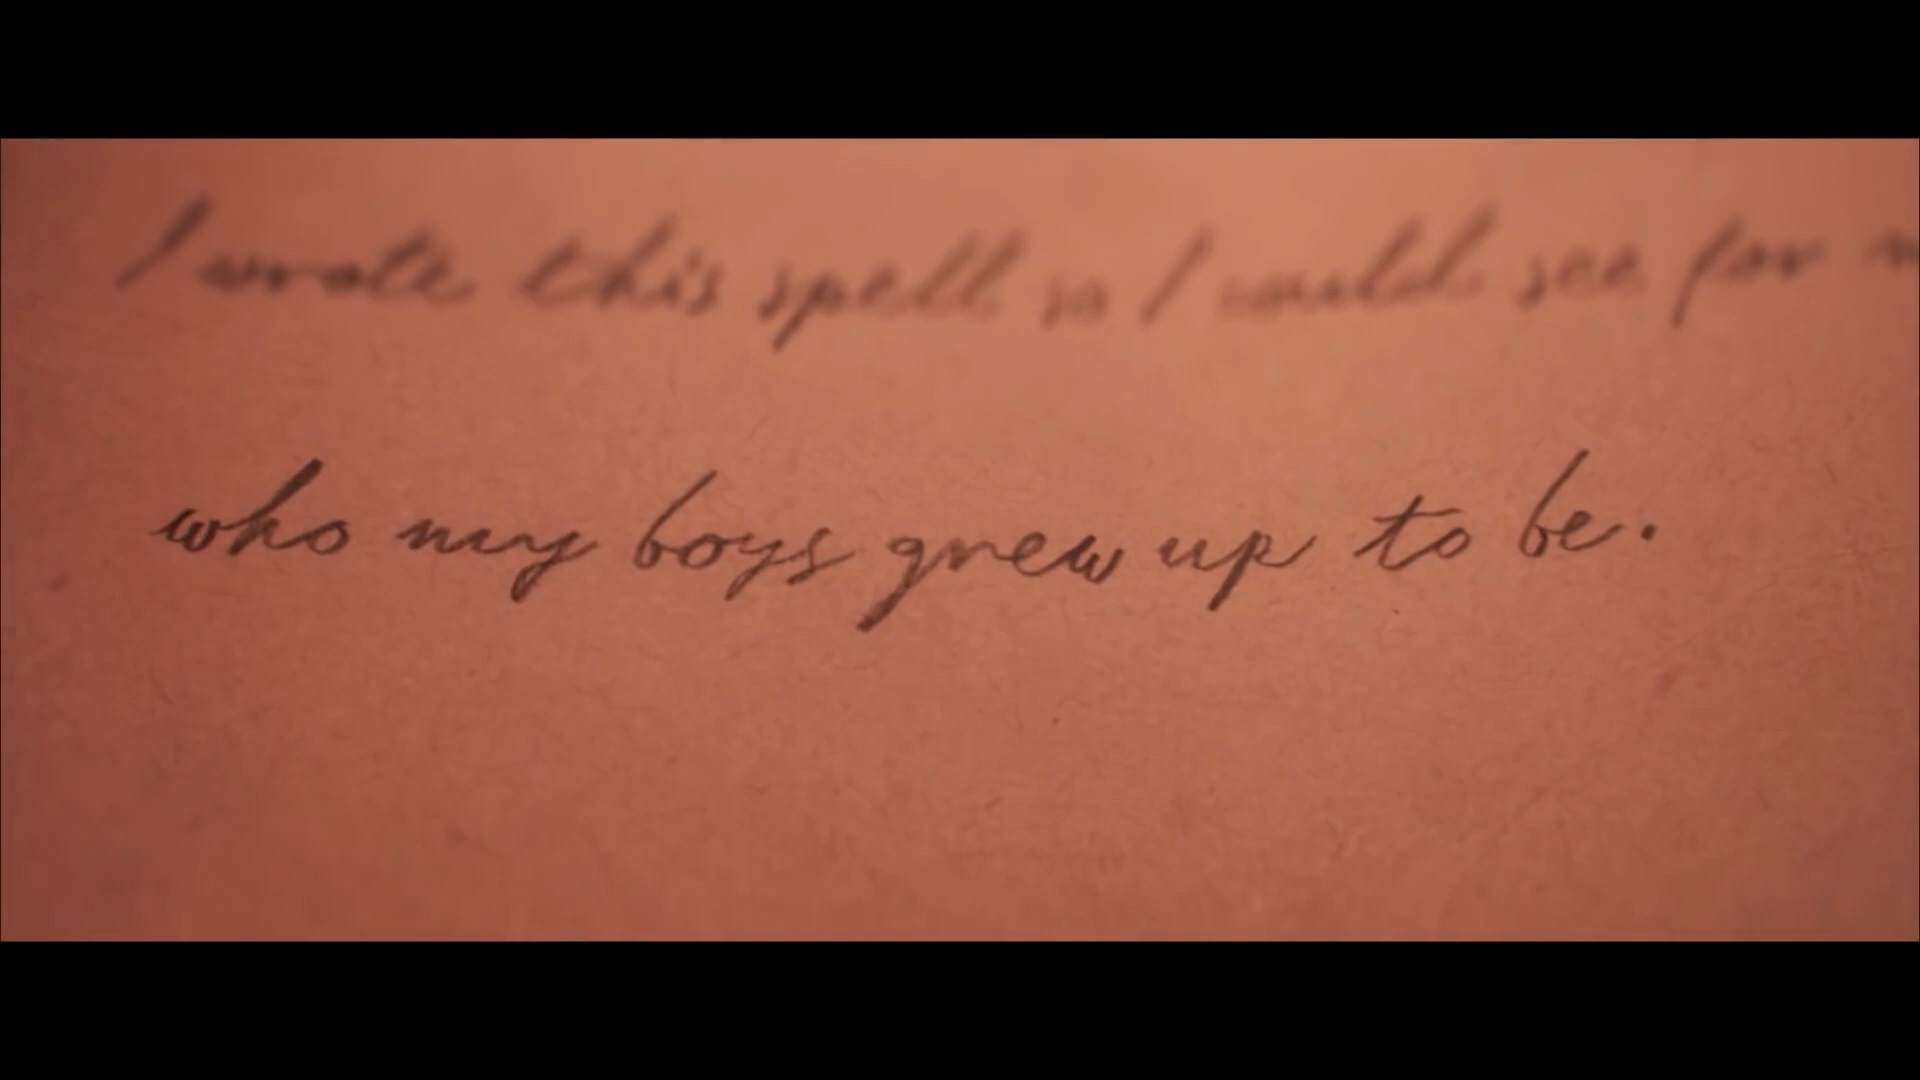 I wrote this spell so I could see for
who my boys grew up to be.